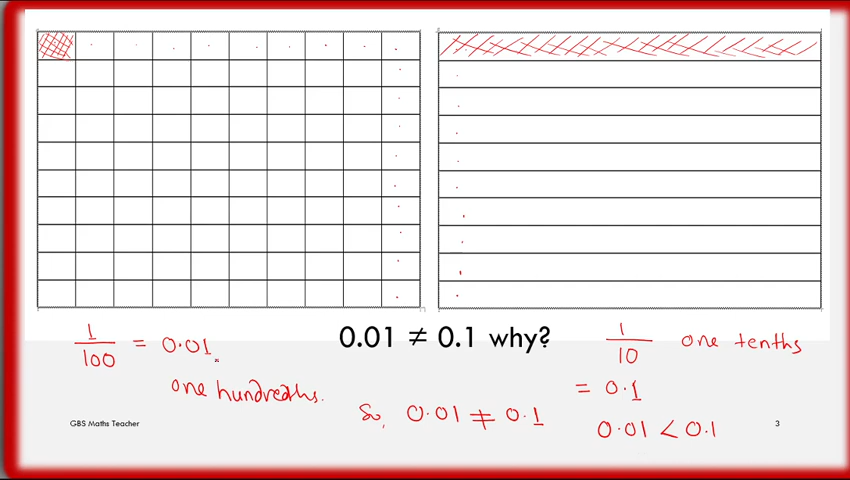 0.01 ≠ 0.1 why?
1/100 = 0.01
one hundredths.
So, 0.01 ≠ 0.1
1/10 one tenths
= 0.1
0.01 < 0.1
GBS Maths Teacher
3